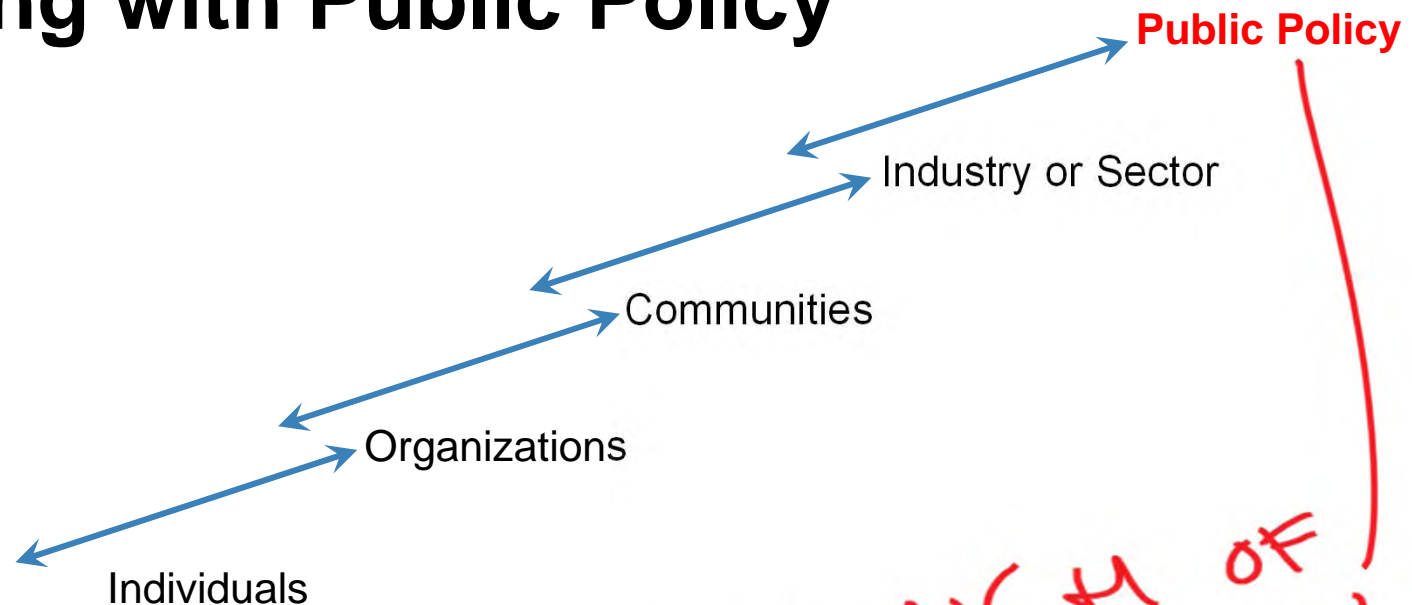 ng with Public Policy
Public Policy
Industry or Sector
Communities
Organizations
OF
Individuals